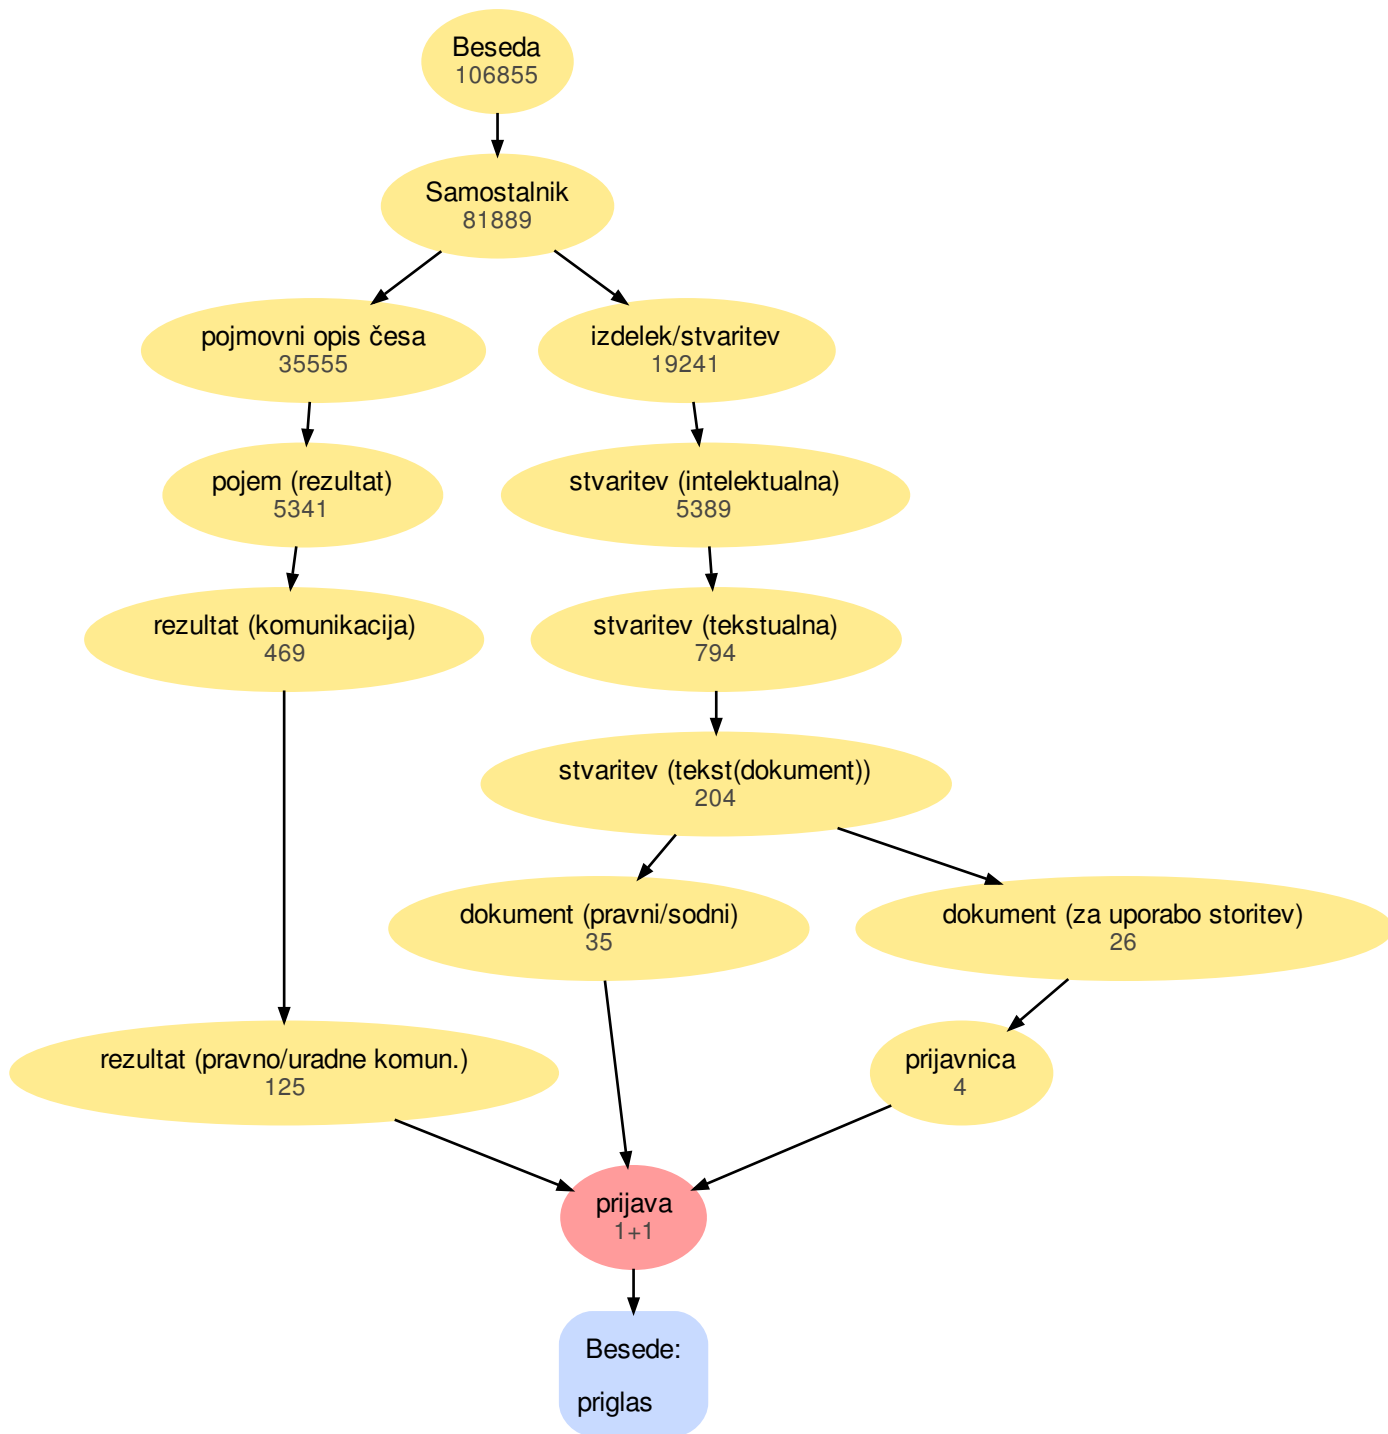 Beseda
106855
Samostalnik
81889
pojmovni opis česa
35555
izdelek/stvaritev
19241
pojem (rezultat)
5341
stvaritev (intelektualna)
5389
rezultat (komunikacija)
469
stvaritev (tekstualna)
794
stvaritev (tekst(dokument))
204
dokument (pravni/sodni)
35
dokument (za uporabo storitev)
26
rezultat (pravno/uradne komun.)
125
prijavnica
4
prijava
1+1
Besede:
priglas